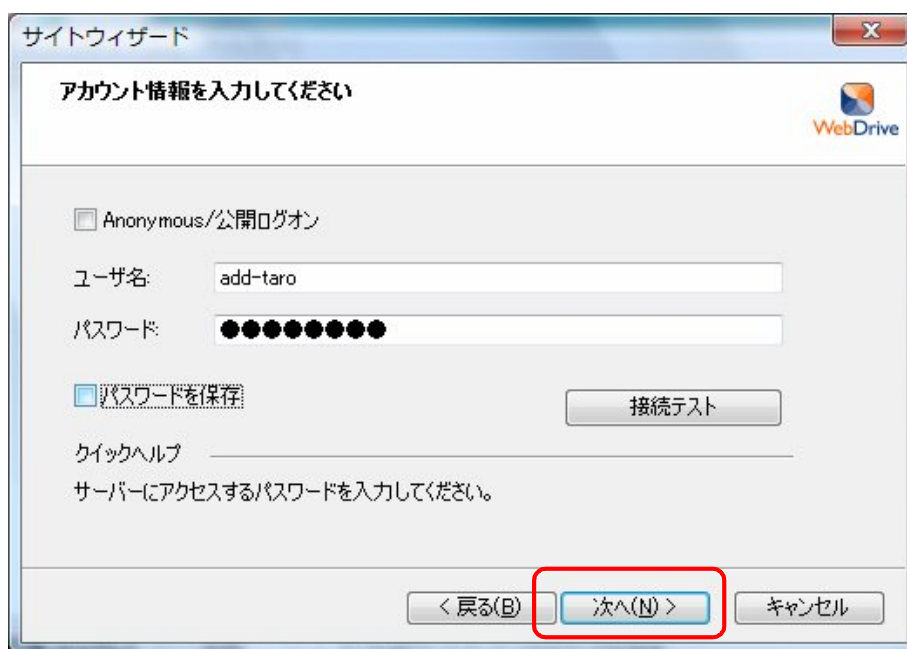 サイトウィザード
アカウント情報を入力してください
WebDrive
Anonymous/公開ログオン
ユーザ名: add-taro
パスワード: ●●●●●●●●
パスワードを保存
接続テスト
クイックヘルプ
サーバーにアクセスするパスワードを入力してください。
< 戻る(B) 次へ(N) > キャンセル